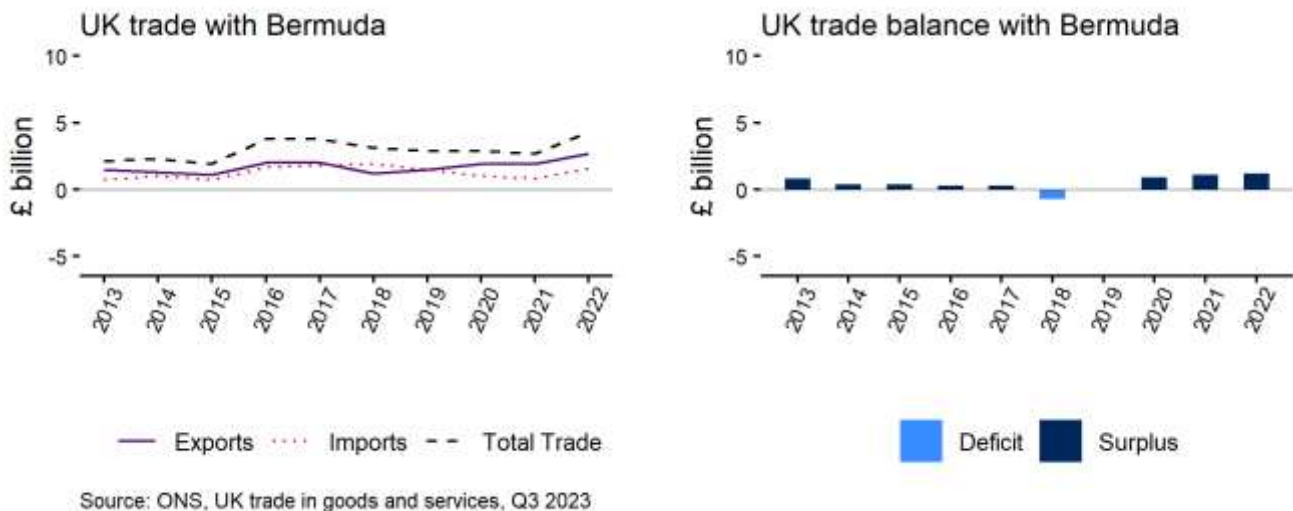 UK trade with Bermuda
10
5
0
-5
£ billion
2013
2014
2015
2016
2017
2018
2019
2020
2021
2022
Exports
Imports
Total Trade
UK trade balance with Bermuda
10
5
0
-5
£ billion
2013
2014
2015
2016
2017
2018
2019
2020
2021
2022
Deficit
Surplus
Source: ONS, UK trade in goods and services, Q3 2023